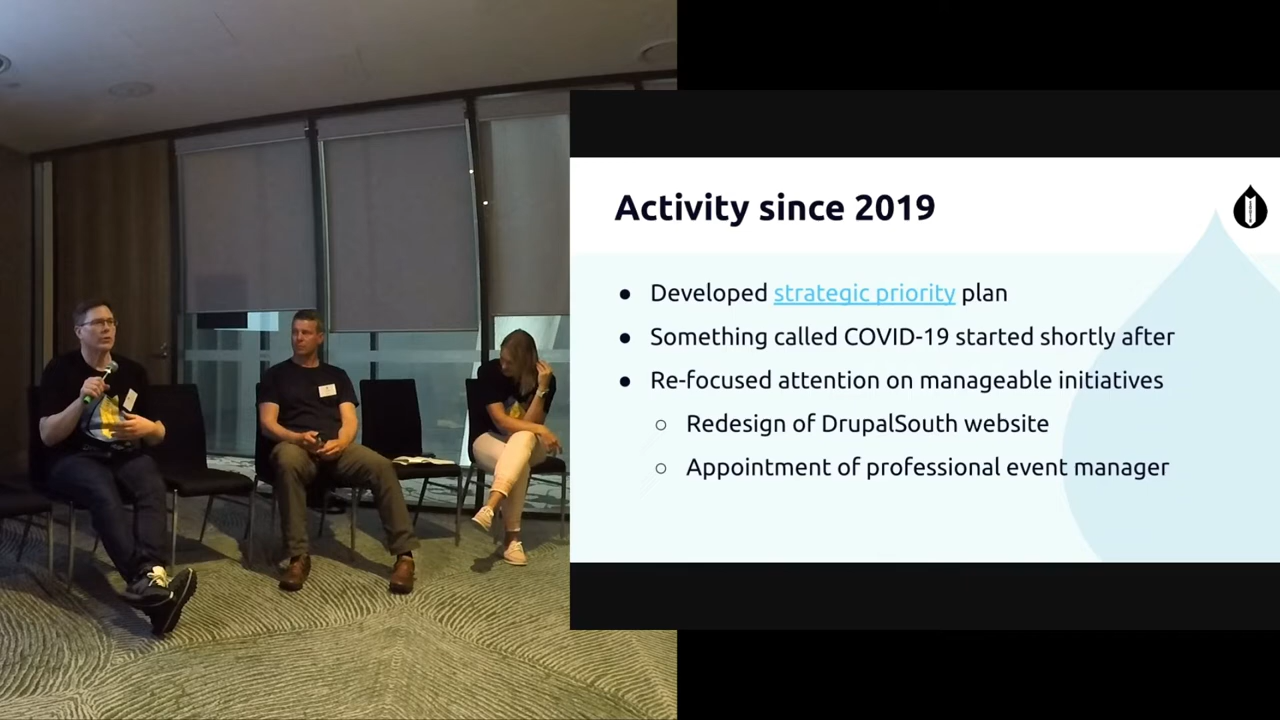 Activity since 2019
● Developed strategic priority plan
● Something called COVID-19 started shortly after
● Re-focused attention on manageable initiatives
○ Redesign of DrupalSouth website
○ Appointment of professional event manager